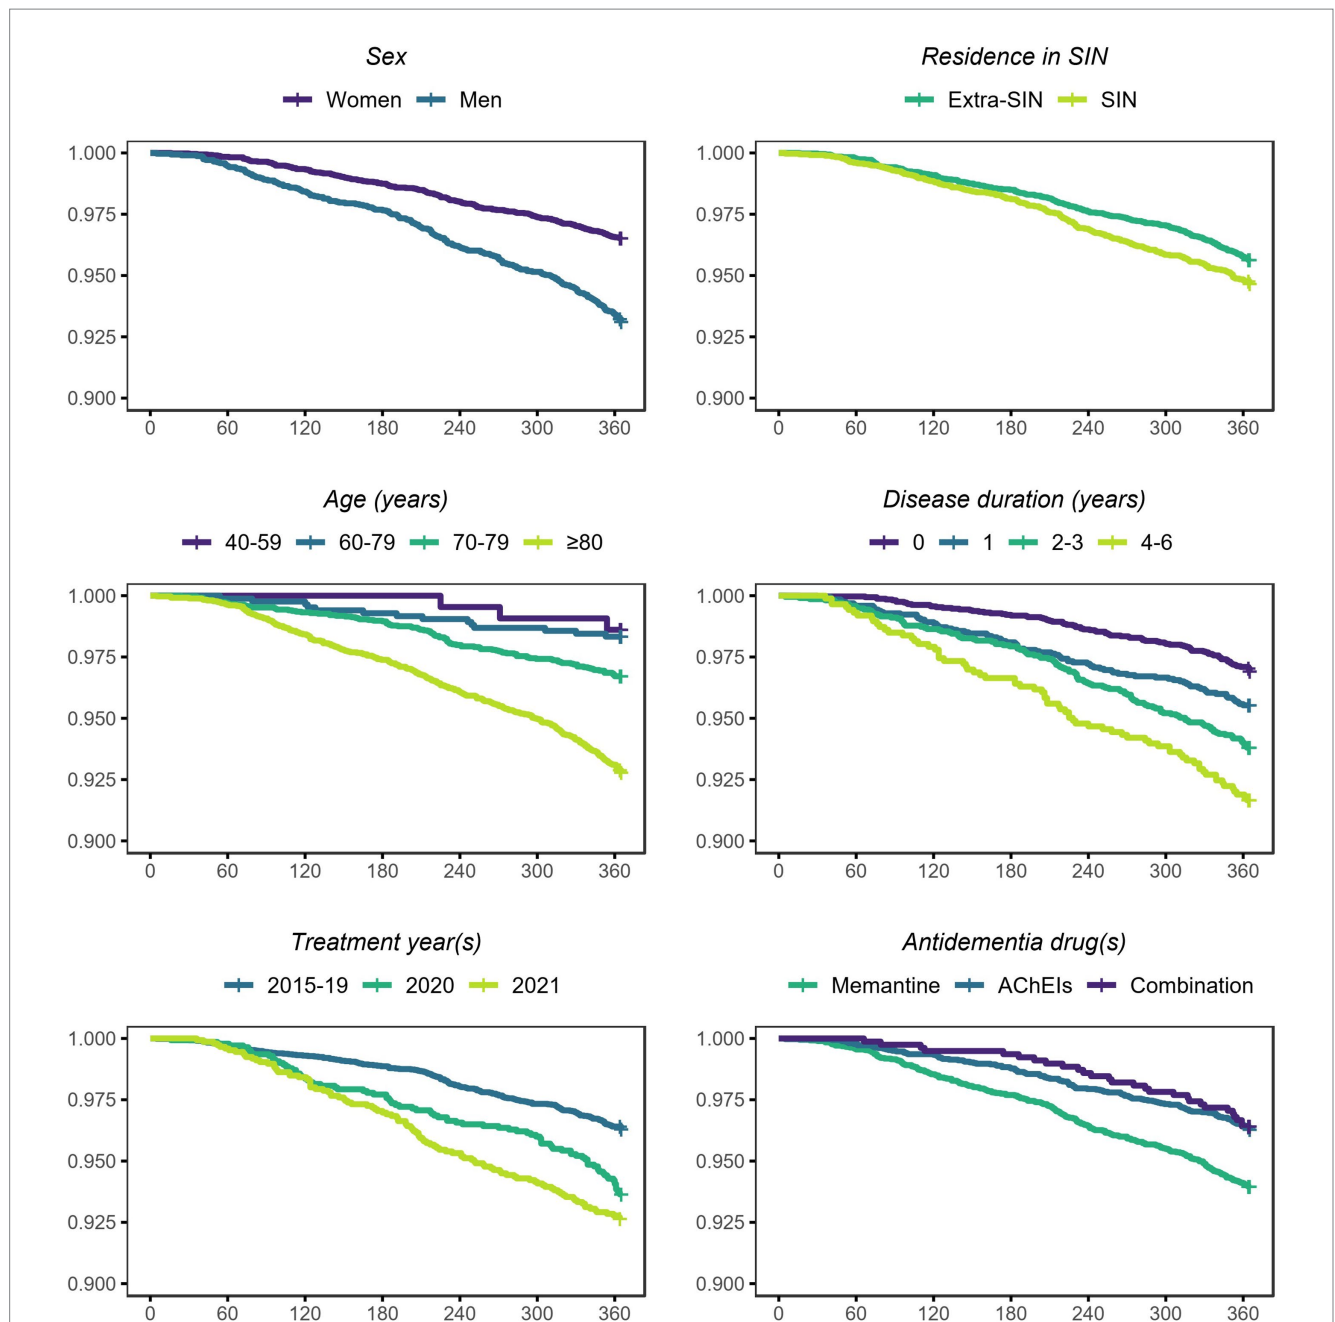 Sex
Women Men
1.000
0.975
0.950
0.925
0.900
0 60 120 180 240 300 360
Residence in SIN
Extra-SIN SIN
1.000
0.975
0.950
0.925
0.900
0 60 120 180 240 300 360
Age (years)
40-59 60-79 70-79 ≥80
1.000
0.975
0.950
0.925
0.900
0 60 120 180 240 300 360
Disease duration (years)
0 1 2-3 4-6
1.000
0.975
0.950
0.925
0.900
0 60 120 180 240 300 360
Treatment year(s)
2015-19 2020 2021
1.000
0.975
0.950
0.925
0.900
0 60 120 180 240 300 360
Antidementia drug(s)
Memantine AChEIs Combination
1.000
0.975
0.950
0.925
0.900
0 60 120 180 240 300 360